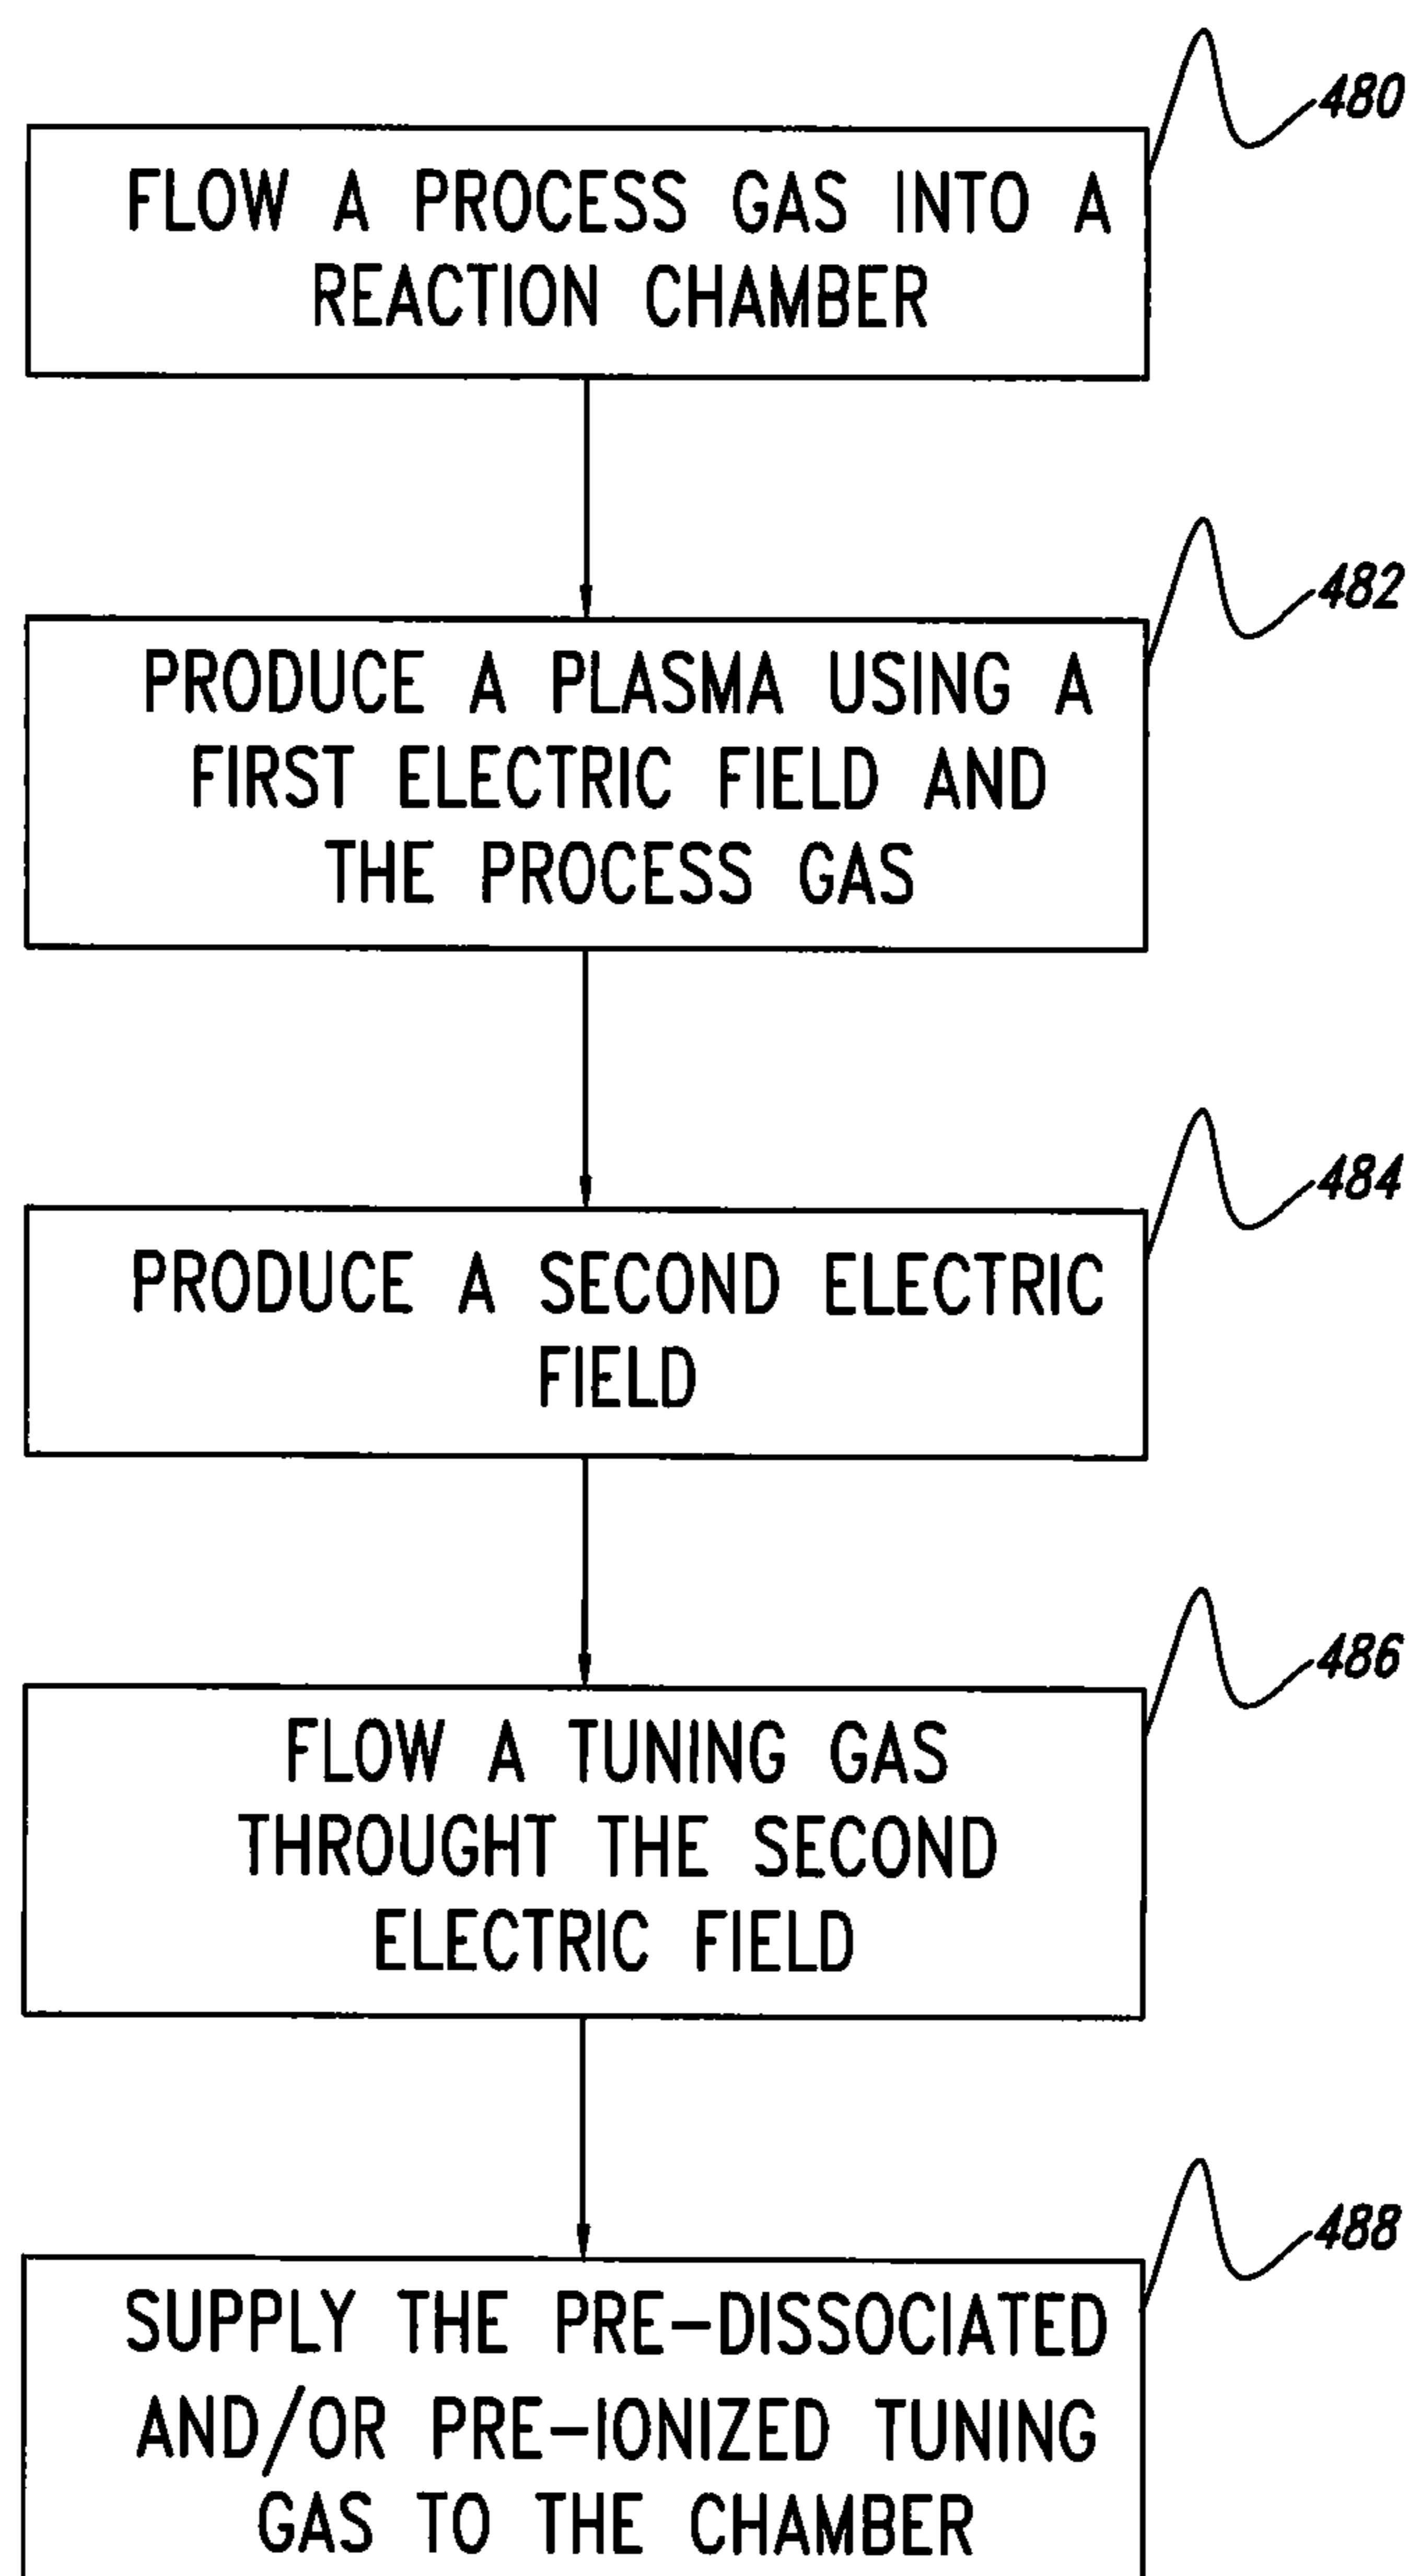 480
FLOW A PROCESS GAS INTO A
REACTION CHAMBER
482
PRODUCE A PLASMA USING A
FIRST ELECTRIC FIELD AND
THE PROCESS GAS
484
PRODUCE A SECOND ELECTRIC
FIELD
486
FLOW A TUNING GAS
THROUGHT THE SECOND
ELECTRIC FIELD
488
SUPPLY THE PRE-DISSOCIATED
AND/OR PRE-IONIZED TUNING
GAS TO THE CHAMBER